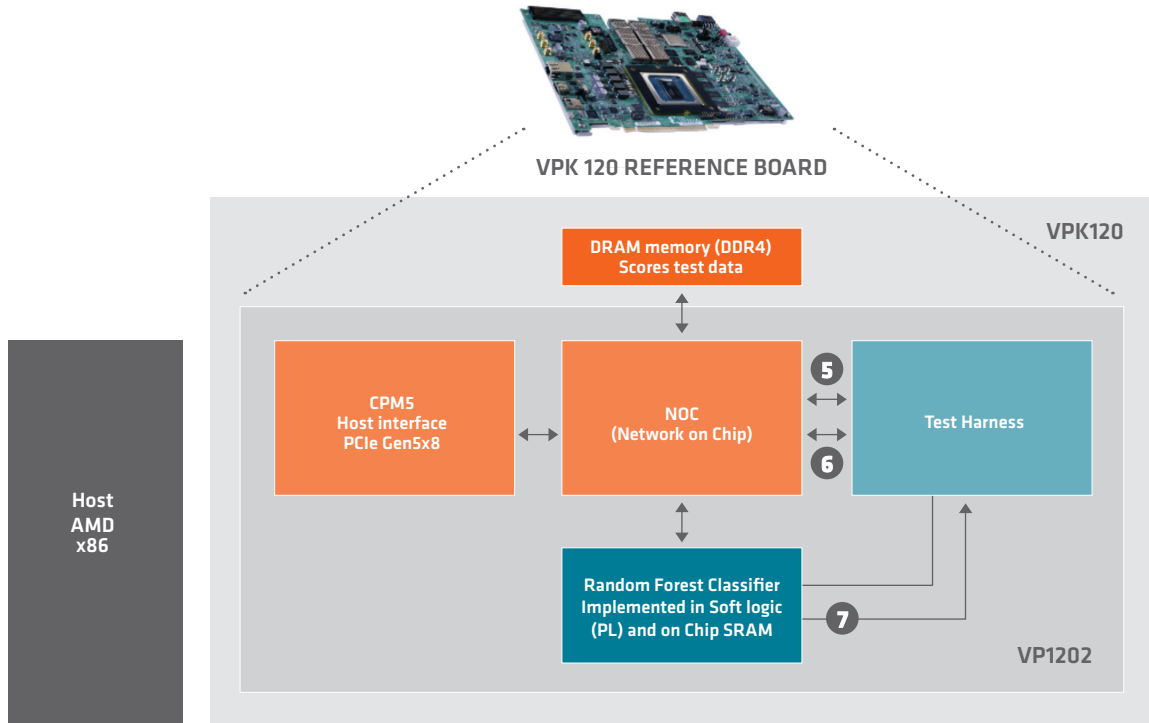 VPK 120 REFERENCE BOARD
VPK120
DRAM memory (DDR4)
Scores test data
CPM5
Host interface
PCIe Gen5x8
NOC
(Network on Chip)
5
6
Test Harness
Host
AMD
x86
Random Forest Classifier
Implemented in Soft logic
(PL) and on Chip SRAM
7
VP1202